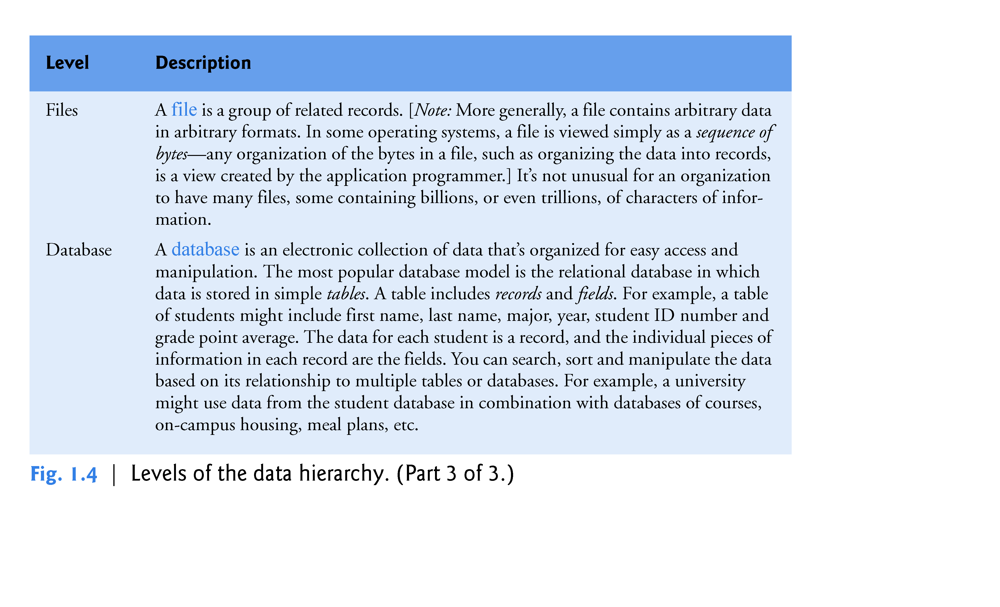 Level Description
Files A file is a group of related records. [Note: More generally, a file contains arbitrary data
in arbitrary formats. In some operating systems, a file is viewed simply as a sequence of
bytes—any organization of the bytes in a file, such as organizing the data into records,
is a view created by the application programmer.] It’s not unusual for an organization
to have many files, some containing billions, or even trillions, of characters of infor-
mation.
Database A database is an electronic collection of data that’s organized for easy access and
manipulation. The most popular database model is the relational database in which
data is stored in simple tables. A table includes records and fields. For example, a table
of students might include first name, last name, major, year, student ID number and
grade point average. The data for each student is a record, and the individual pieces of
information in each record are the fields. You can search, sort and manipulate the data
based on its relationship to multiple tables or databases. For example, a university
might use data from the student database in combination with databases of courses,
on-campus housing, meal plans, etc.
Fig. 1.4 | Levels of the data hierarchy. (Part 3 of 3.)